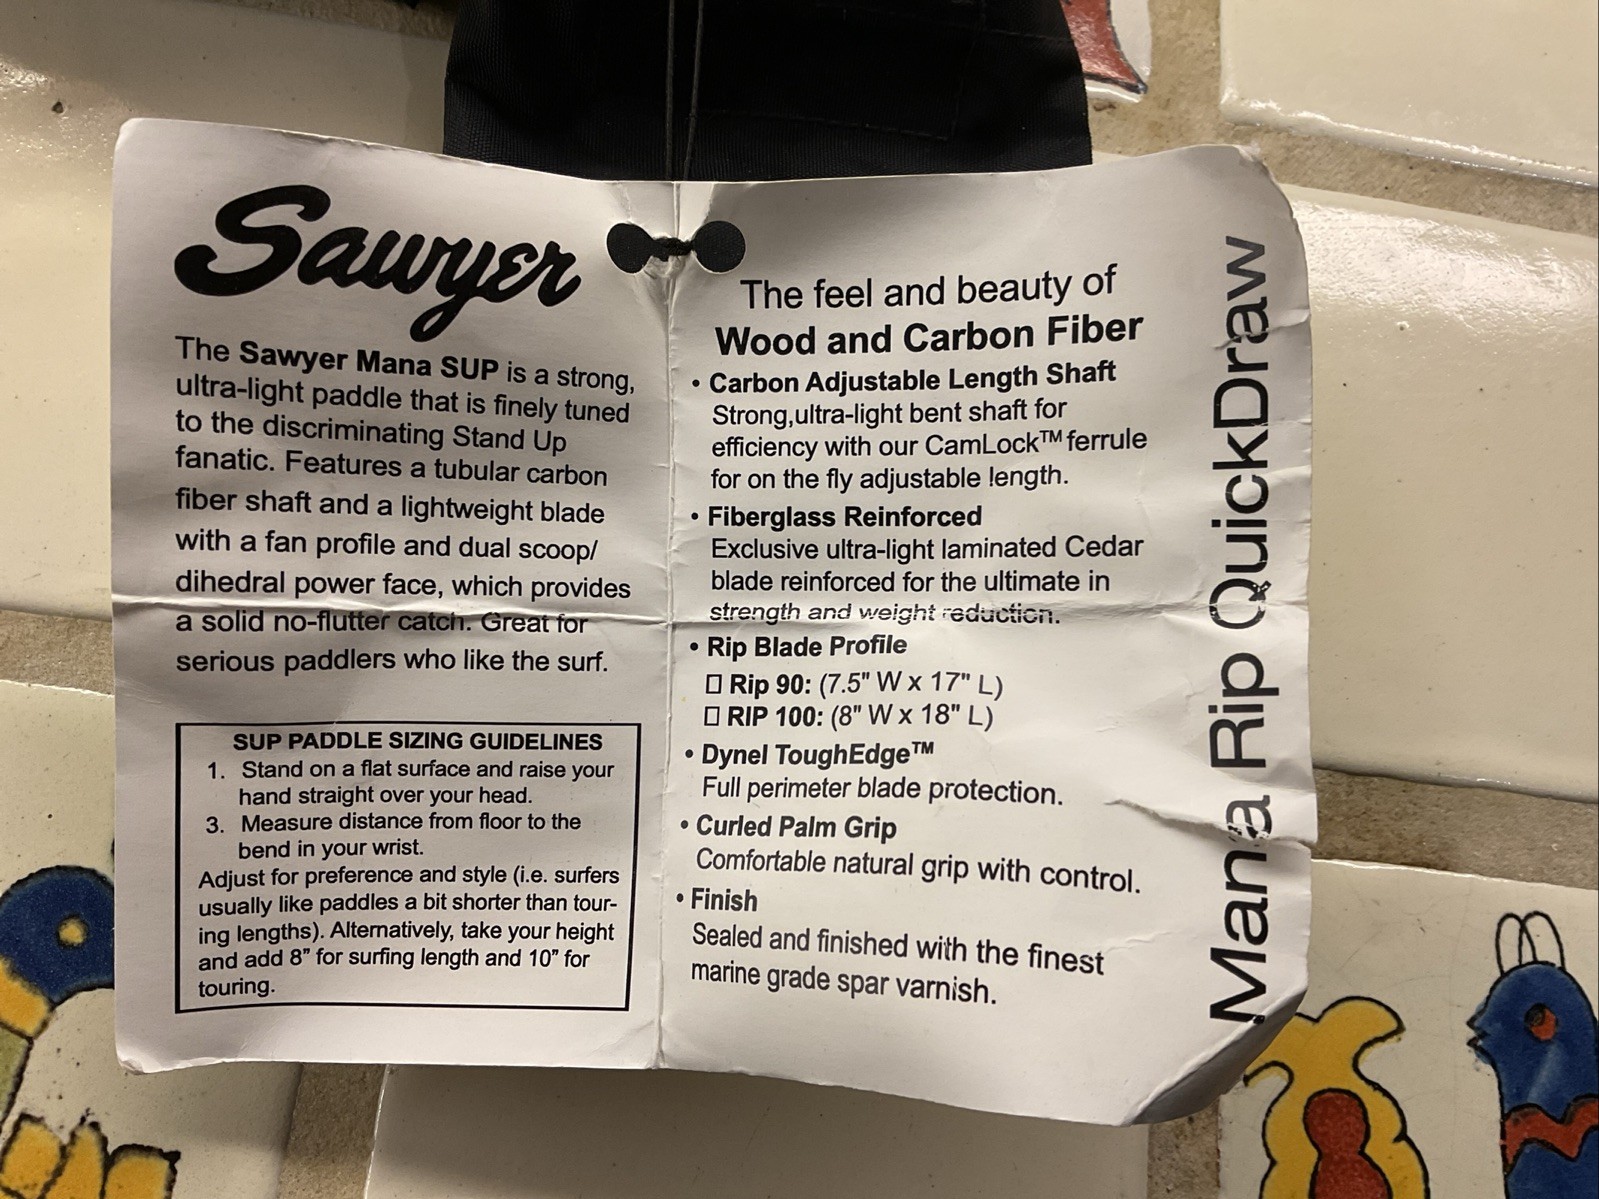 Sawyer
The Sawyer Mana SUP is a strong,
ultra-light paddle that is finely tuned
to the discriminating Stand Up
fanatic. Features a tubular carbon
fiber shaft and a lightweight blade
with a fan profile and dual scoop/
dihedral power face, which provides
a solid no-flutter catch. Great for
serious paddlers who like the surf.
SUP PADDLE SIZING GUIDELINES
1. Stand on a flat surface and raise your
hand straight over your head.
3. Measure distance from floor to the
bend in your wrist.
Adjust for preference and style (i.e. surfers
usually like paddles a bit shorter than tour-
ing lengths). Alternatively, take your height
and add 8” for surfing length and 10” for
touring.
The feel and beauty of
Wood and Carbon Fiber
• Carbon Adjustable Length Shaft
Strong,ultra-light bent shaft for
efficiency with our CamLock™ ferrule
for on the fly adjustable length.
• Fiberglass Reinforced
Exclusive ultra-light laminated Cedar
blade reinforced for the ultimate in
strength and weight reduction.
• Rip Blade Profile
☐ Rip 90: (7.5" W x 17" L)
☐ RIP 100: (8" W x 18" L)
• Dynel ToughEdge™
Full perimeter blade protection.
• Curled Palm Grip
Comfortable natural grip with control.
• Finish
Sealed and finished with the finest
marine grade spar varnish.
Mana Rip QuickDraw